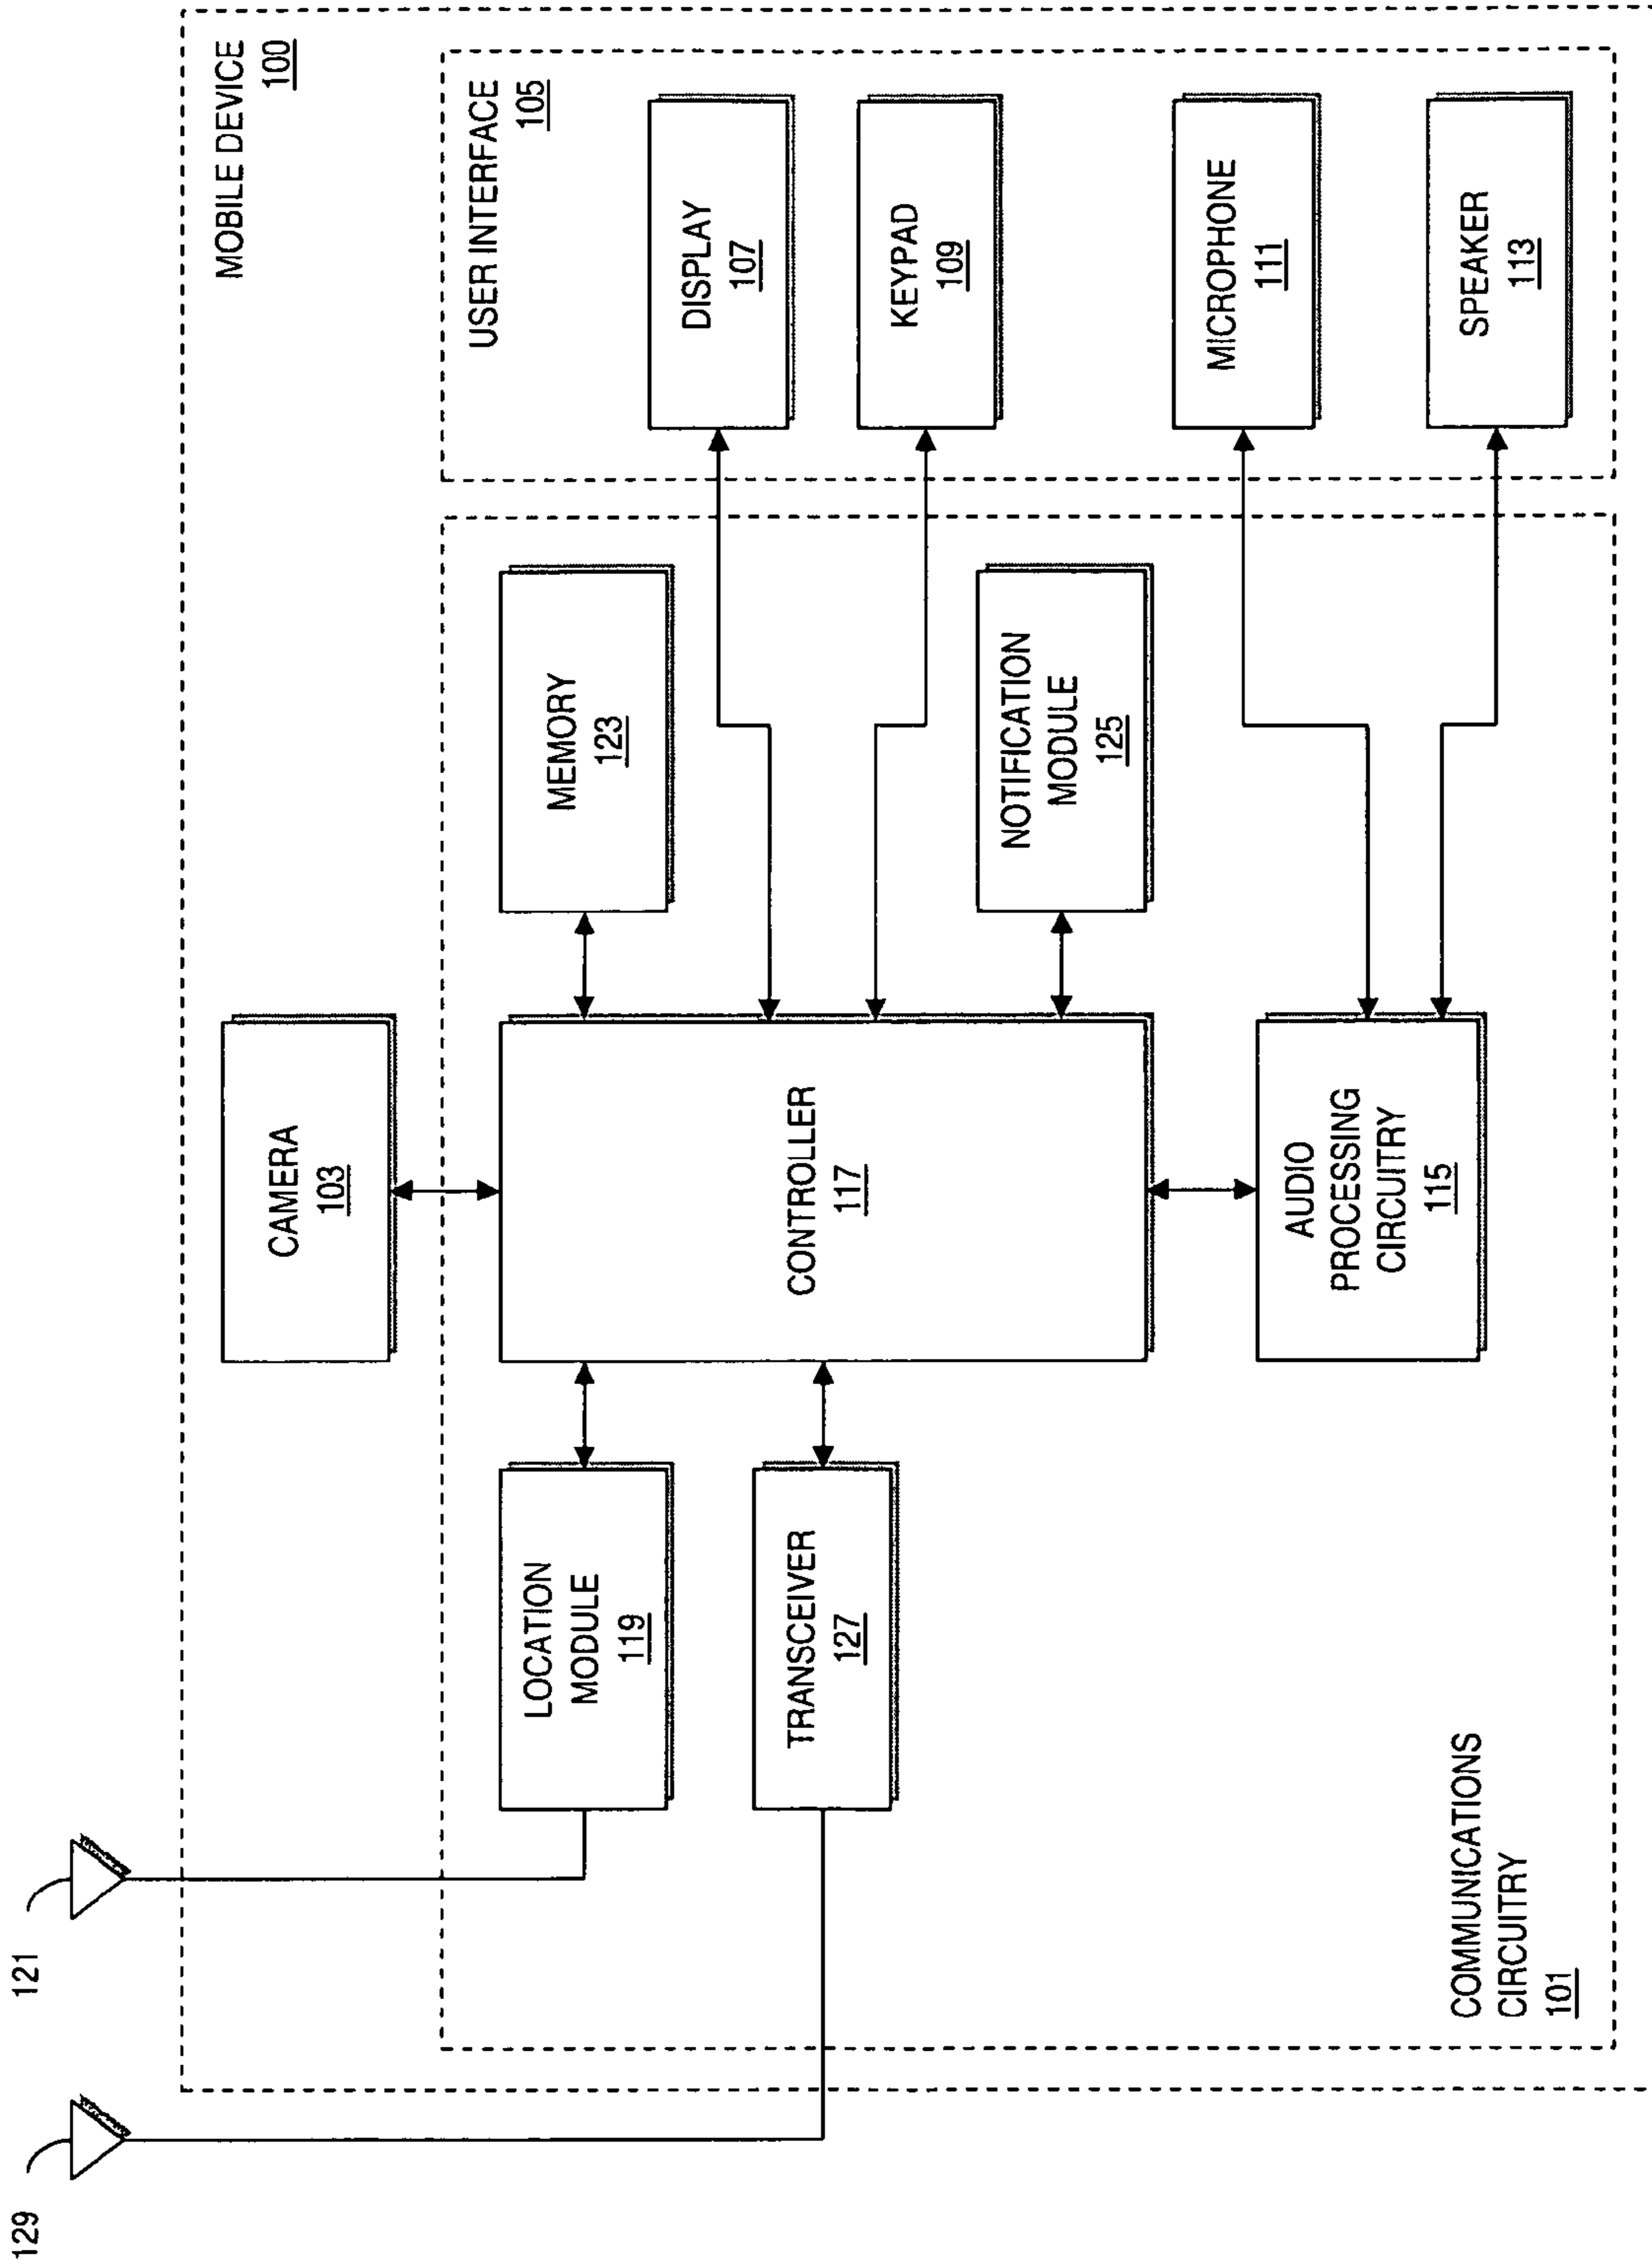 MOBILE DEVICE
100
USER INTERFACE
105
DISPLAY
107
KEYPAD
109
MICROPHONE
111
SPEAKER
113
MEMORY
123
NOTIFICATION
MODULE
125
CAMERA
103
CONTROLLER
117
AUDIO
PROCESSING
CIRCUITRY
115
LOCATION
MODULE
119
TRANSCEIVER
127
COMMUNICATIONS
CIRCUITRY
101
121
129